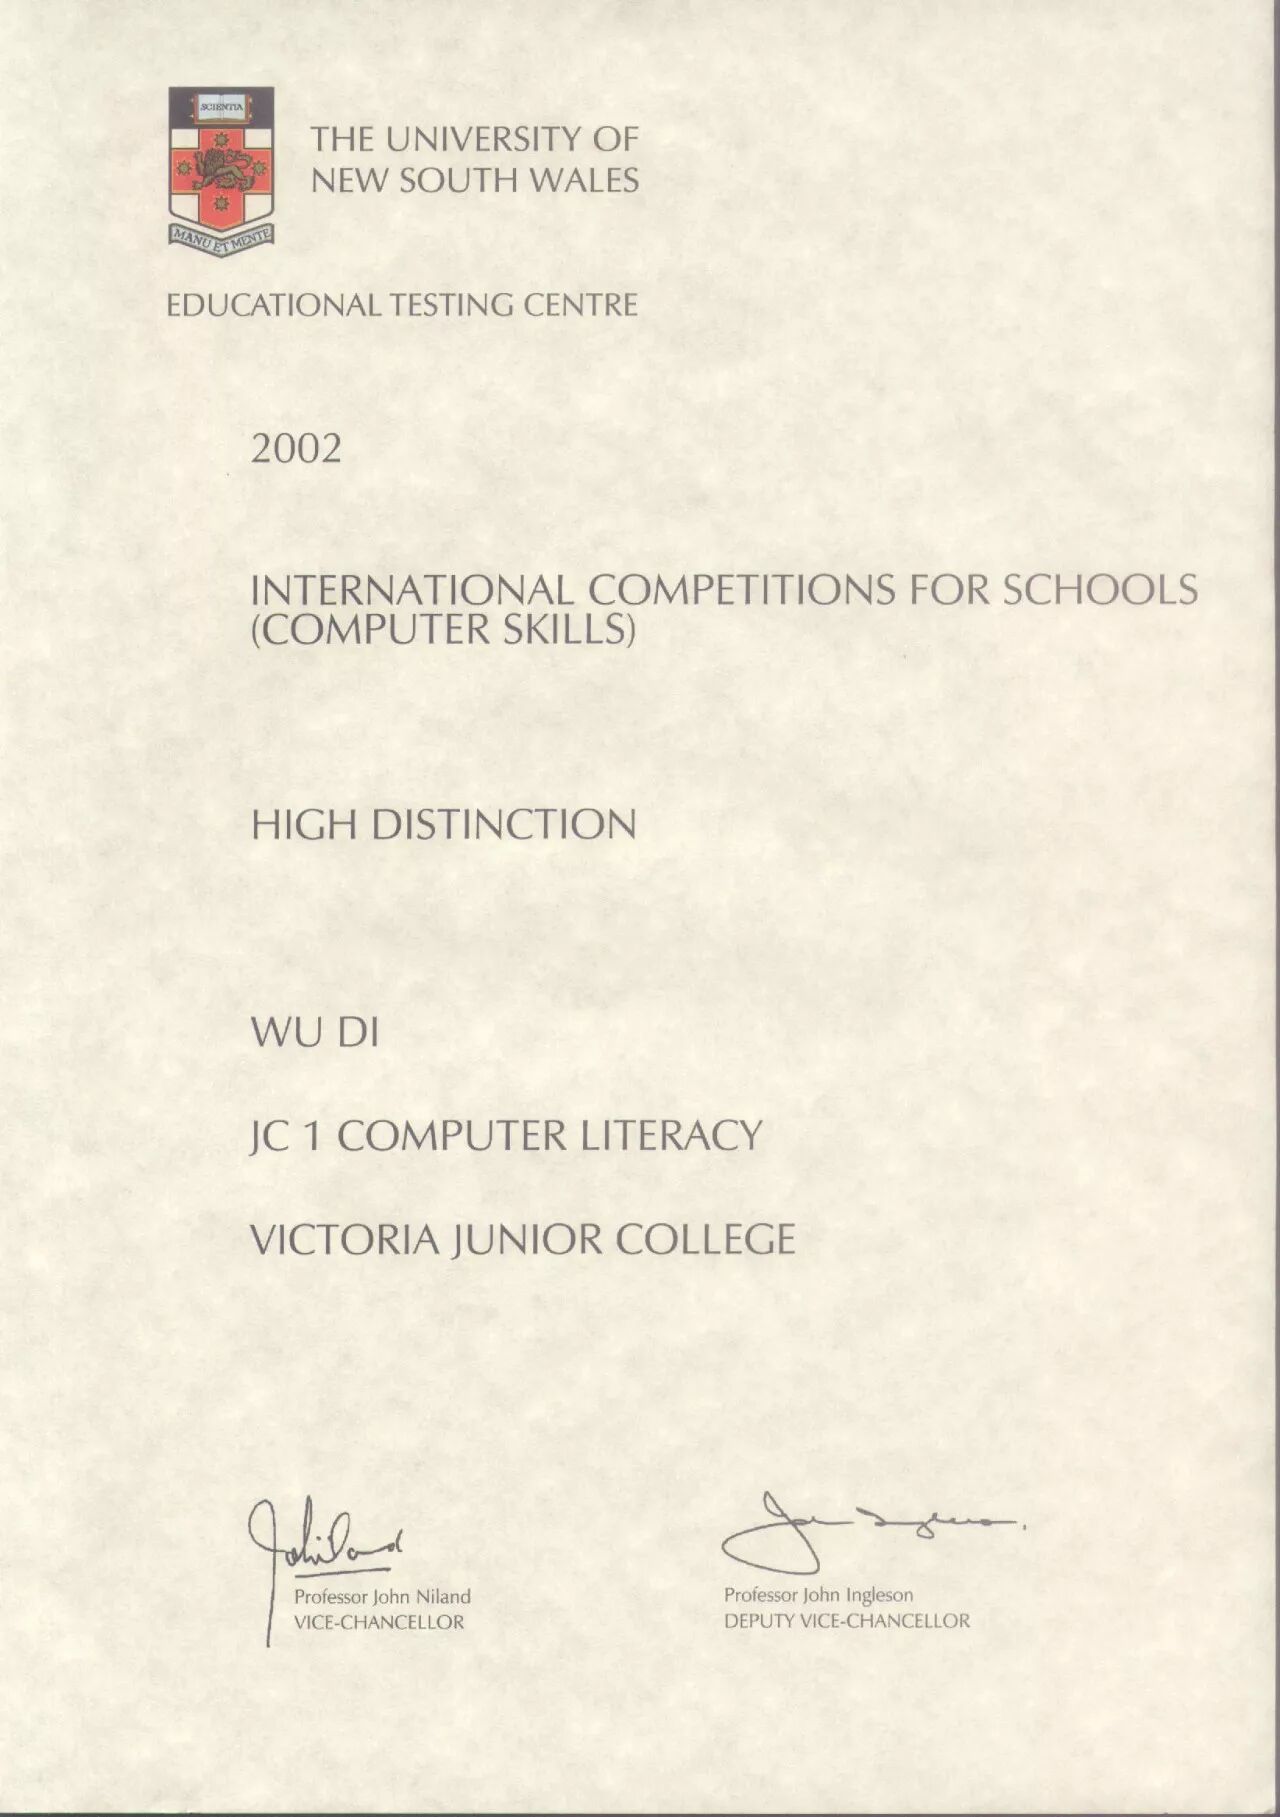 SCIENTIA
MANU ET MENTE
THE UNIVERSITY OF
NEW SOUTH WALES
EDUCATIONAL TESTING CENTRE
2002
INTERNATIONAL COMPETITIONS FOR SCHOOLS
(COMPUTER SKILLS)
HIGH DISTINCTION
WU DI
JC 1 COMPUTER LITERACY
VICTORIA JUNIOR COLLEGE
Professor John Niland
VICE-CHANCELLOR
Professor John Ingleson
DEPUTY VICE-CHANCELLOR